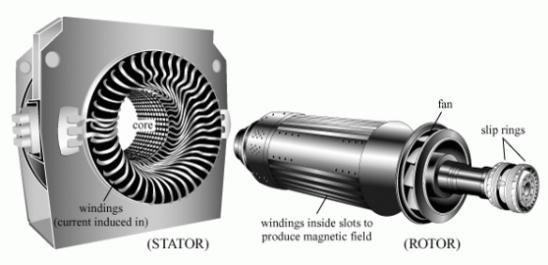 core
windings
(current induced in)
(STATOR)
fan
slip rings
windings inside slots to
produce magnetic field
(ROTOR)